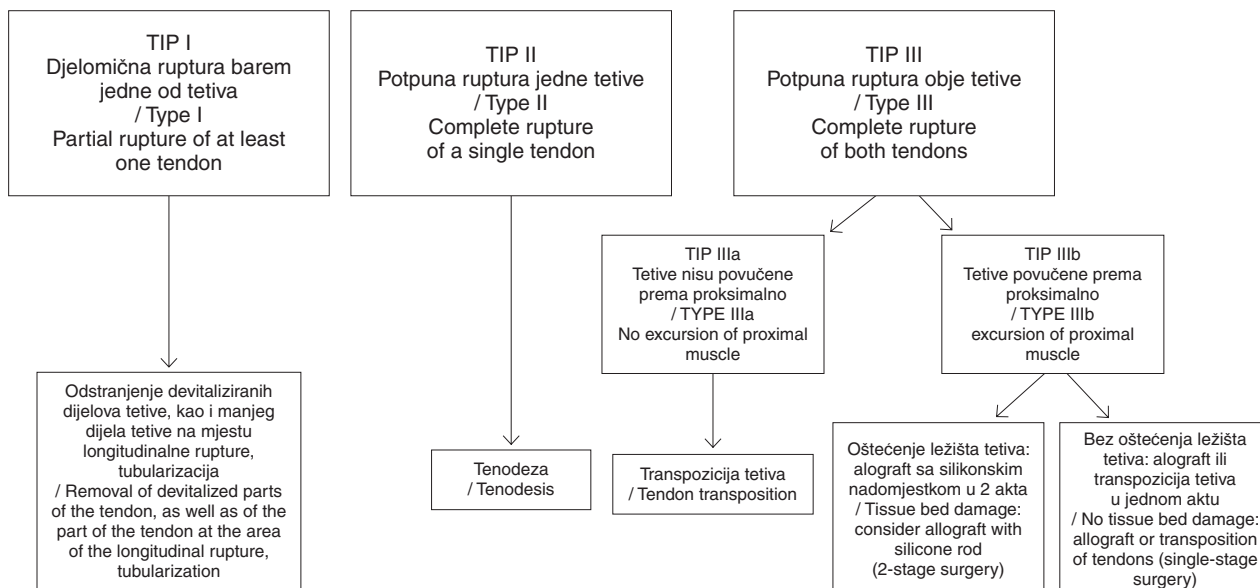 TIP I
Djelomična ruptura barem
jedne od tetiva
/ Type I
Partial rupture of at least
one tendon
TIP II
Potpuna ruptura jedne tetive
/ Type II
Complete rupture
of a single tendon
TIP III
Potpuna ruptura obje tetive
/ Type III
Complete rupture
of both tendons
TIP IIIa
Tetive nisu povučene
prema proksimalno
/ TYPE IIIa
No excursion of proximal
muscle
TIP IIIb
Tetive povučene prema
proksimalno
/ TYPE IIIb
excursion of proximal
muscle
Odstranjenje devitaliziranih
dijelova tetive, kao i manjeg
dijela tetive na mjestu
longitudinalne rupture,
tubularizacija
/ Removal of devitalized parts
of the tendon, as well as of the
part of the tendon at the area
of the longitudinal rupture,
tubularization
Tenodeza
/ Tenodesis
Transpozicija tetiva
/ Tendon transposition
Oštećenje ležišta tetiva:
alograft sa silikonskim
nadomjestkom u 2 akta
/ Tissue bed damage:
consider allograft with
silicone rod
(2-stage surgery)
Bez oštećenja ležišta
tetiva: alograft ili
transpozicija tetiva
u jednom aktu
/ No tissue bed damage:
allograft or transposition
of tendons (single-stage
surgery)